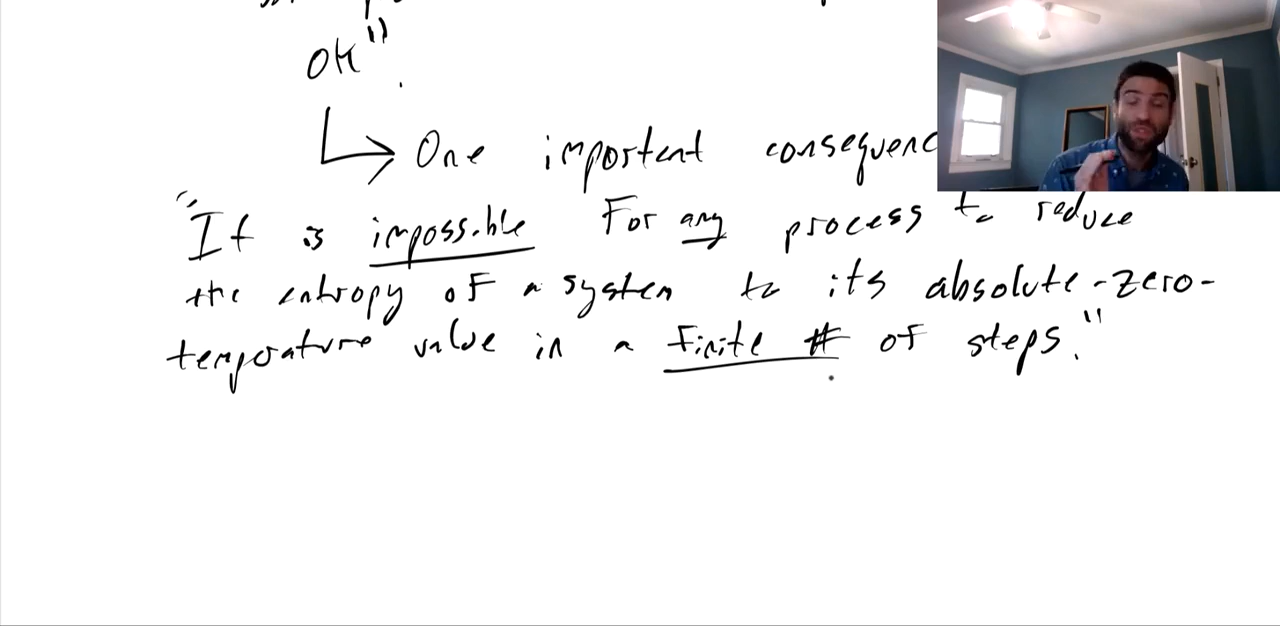 OK".
One important consequenc
"It is impossible For any process to reduce
the entropy of a system to its absolute-zero-
temperature value in a finite # of steps."